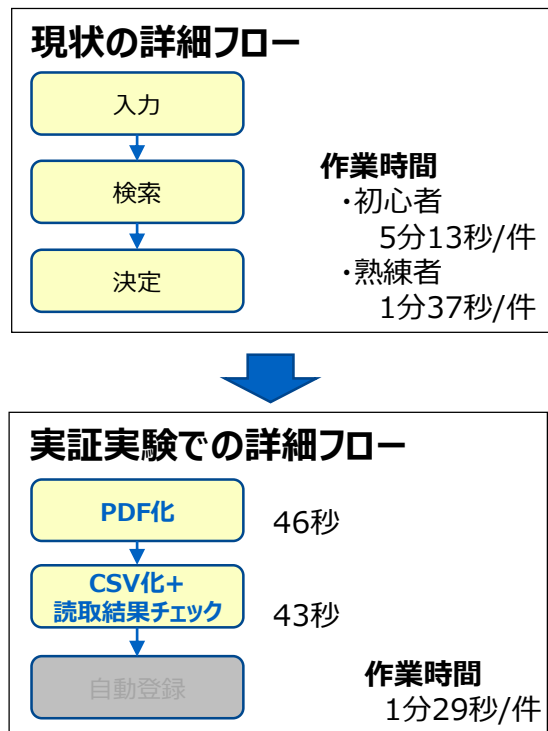 現状の詳細フロー
入力
検索
決定
作業時間
・初心者
5分13秒/件
・熟練者
1分37秒/件
実証実験での詳細フロー
PDF化
46秒
CSV化+
読取結果チェック
43秒
自動登録
作業時間
1分29秒/件